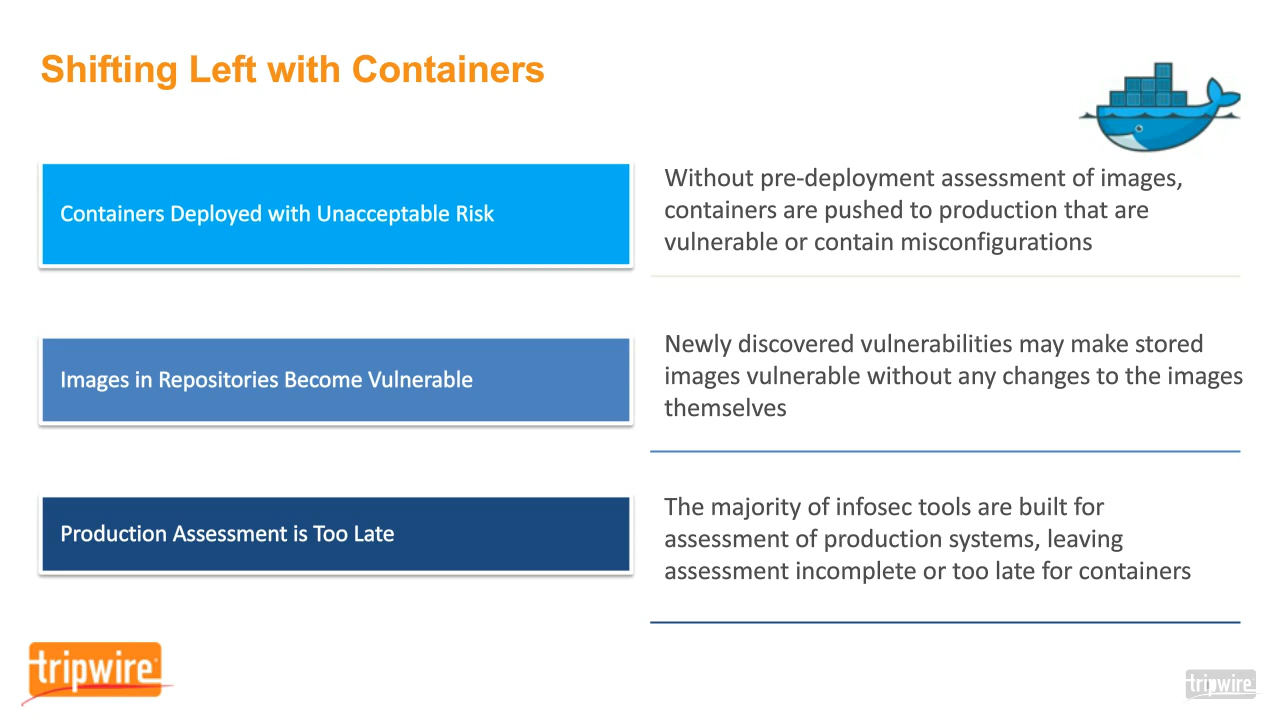 Shifting Left with Containers
Containers Deployed with Unacceptable Risk
Without pre-deployment assessment of images,
containers are pushed to production that are
vulnerable or contain misconfigurations
Images in Repositories Become Vulnerable
Newly discovered vulnerabilities may make stored
images vulnerable without any changes to the images
themselves
Production Assessment is Too Late
The majority of infosec tools are built for
assessment of production systems, leaving
assessment incomplete or too late for containers
tripwire
tripwire